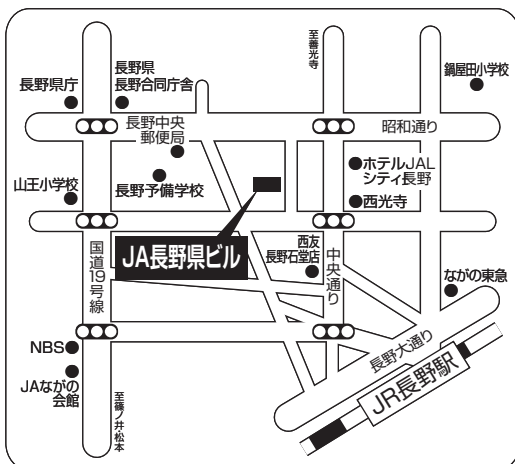 至善光寺
長野県
長野合同庁舎
長野県庁
鍋屋田小学校
長野中央
郵便局
昭和通り
ホテルJAL
シティ長野
山王小学校
長野予備学校
西光寺
JA長野県ビル
西友
長野石堂店
国道19号線
中央通り
ながの東急
長野大通り
NBS
JAながの
会館
JR長野駅
至篠ノ井・松本